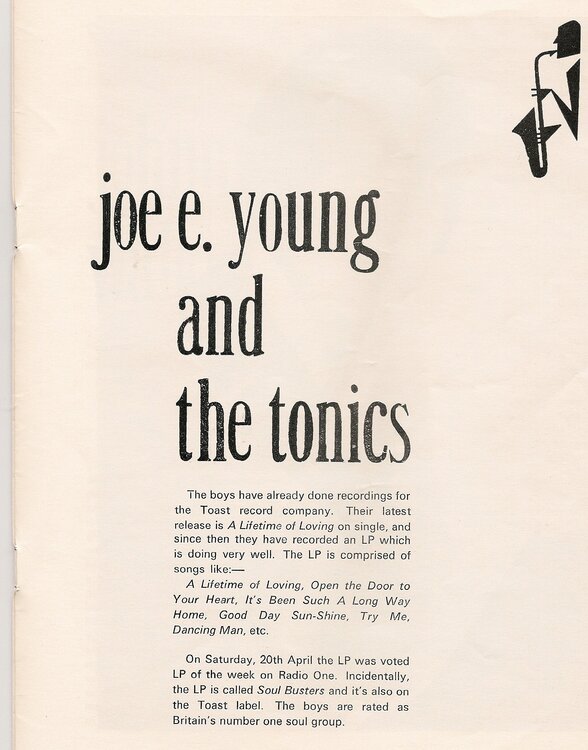 joe e. young
and
the tonics
The boys have already done recordings for
the Toast record company. Their latest
release is A Lifetime of Loving on single, and
since then they have recorded an LP which
is doing very well. The LP is comprised of
songs like:—
A Lifetime of Loving, Open the Door to
Your Heart, It's Been Such A Long Way
Home, Good Day Sun-Shine, Try Me,
Dancing Man, etc.
On Saturday, 20th April the LP was voted
LP of the week on Radio One. Incidentally,
the LP is called Soul Busters and it's also on
the Toast label. The boys are rated as
Britain's number one soul group.